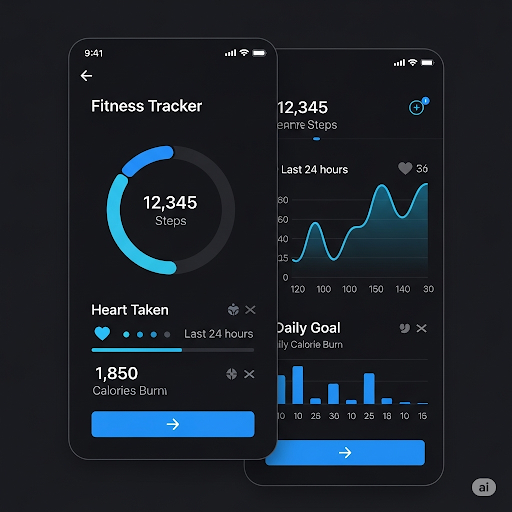 9:41
Fitness Tracker
12,345
Steps
Heart Taken
Last 24 hours
1,850
Calories Burn
12,345
Steps
Last 24 hours
36
80
60
40
15
0
120 100 100 150 140 30
Daily Goal
ily Calorie Burn
10 10 25 30 10 25 18 10 15
ai